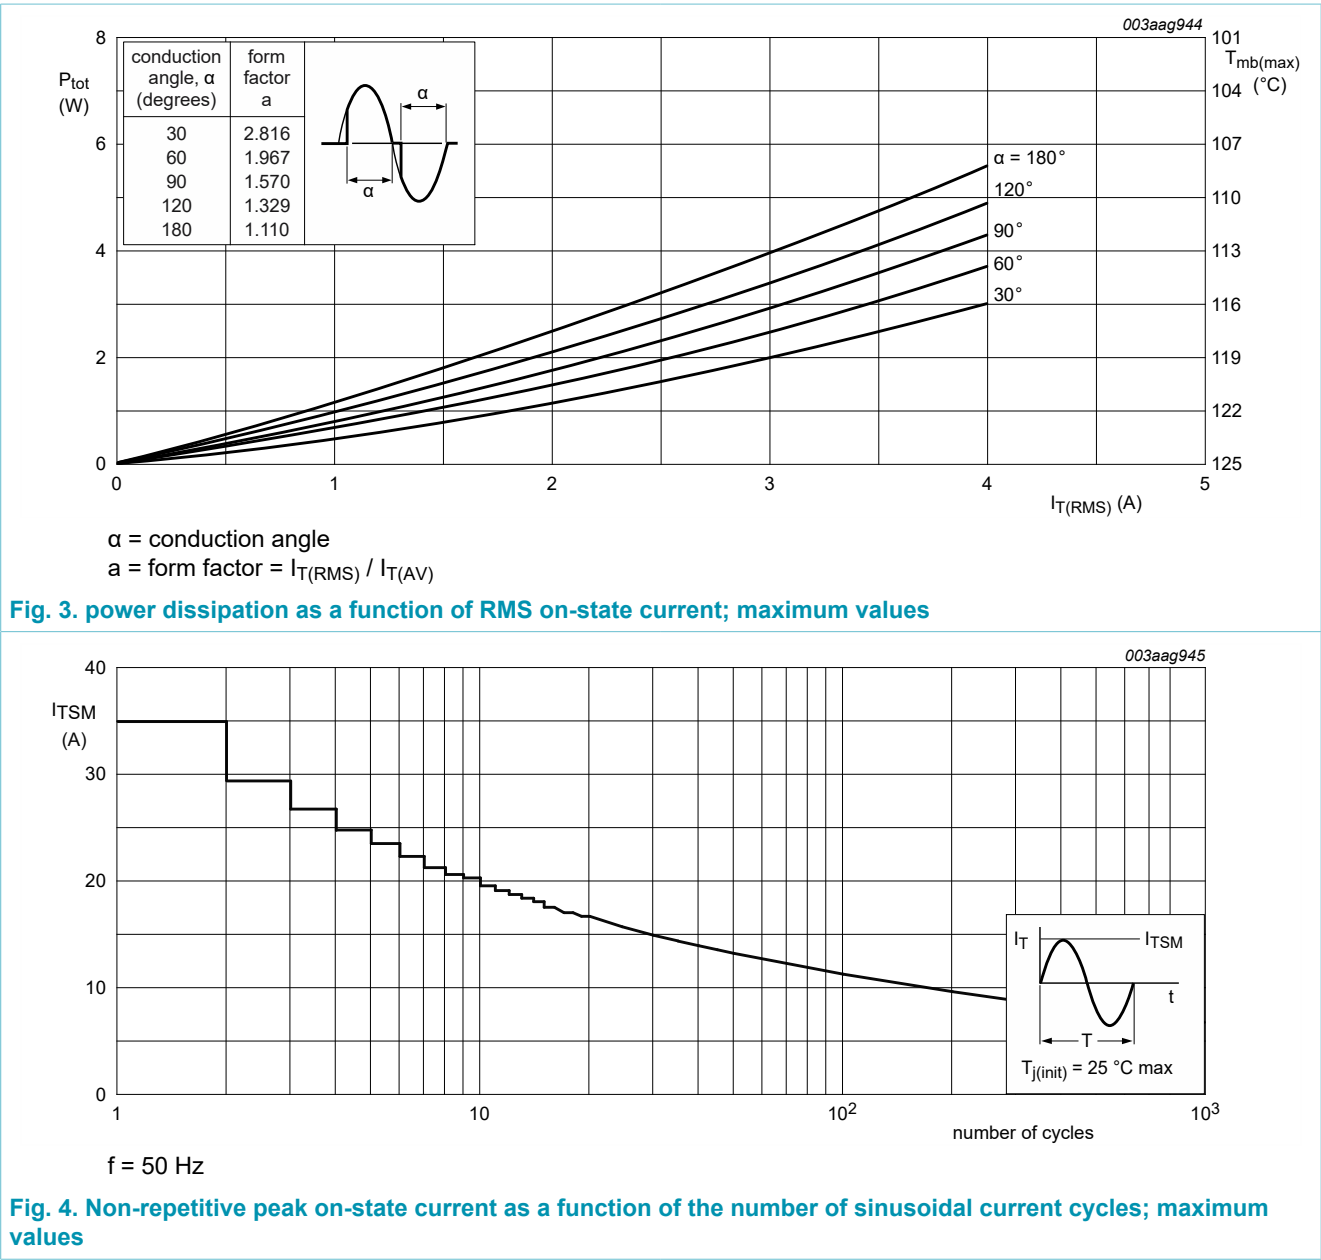 003aag944
8
6
4
2
0
Ptot
(W)
conduction angle, α (degrees) form factor a
30 2.816
60 1.967
90 1.570
120 1.329
180 1.110
α
α
α = 180°
120°
90°
60°
30°
101
104
107
110
113
116
119
122
125
Tmb(max)
(°C)
0 1 2 3 4 5
IT(RMS) (A)
α = conduction angle
a = form factor = IT(RMS) / IT(AV)
Fig. 3. power dissipation as a function of RMS on-state current; maximum values
003aag945
40
30
20
10
0
ITSM
(A)
IT
ITSM
t
T
Tj(init) = 25 °C max
1 10 10² 10³
number of cycles
f = 50 Hz
Fig. 4. Non-repetitive peak on-state current as a function of the number of sinusoidal current cycles; maximum
values